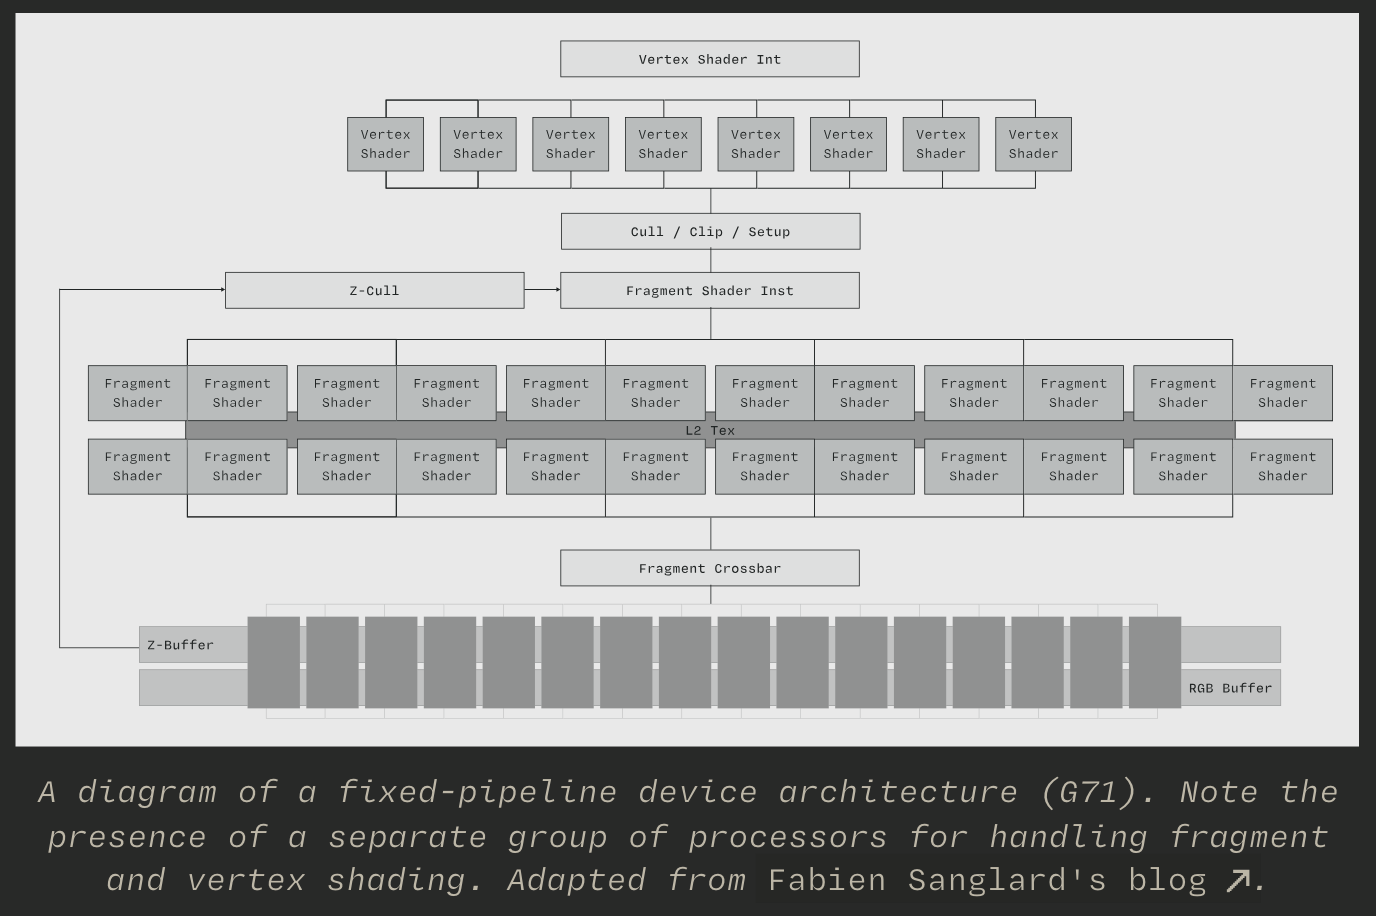 Vertex Shader Int
Vertex Vertex Vertex Vertex Vertex Vertex Vertex Vertex
Shader Shader Shader Shader Shader Shader Shader Shader
Cull / Clip / Setup
Z-Cull Fragment Shader Inst
Fragment Fragment Fragment Fragment Fragment Fragment Fragment Fragment Fragment Fragment Fragment Fragment
Shader Shader Shader Shader Shader Shader Shader Shader Shader Shader Shader Shader
L2 Tex
Fragment Fragment Fragment Fragment Fragment Fragment Fragment Fragment Fragment Fragment Fragment Fragment
Shader Shader Shader Shader Shader Shader Shader Shader Shader Shader Shader Shader
Fragment Crossbar
Z-Buffer
RGB Buffer
A diagram of a fixed-pipeline device architecture (G71). Note the
presence of a separate group of processors for handling fragment
and vertex shading. Adapted from Fabien Sanglard's blog ↗.